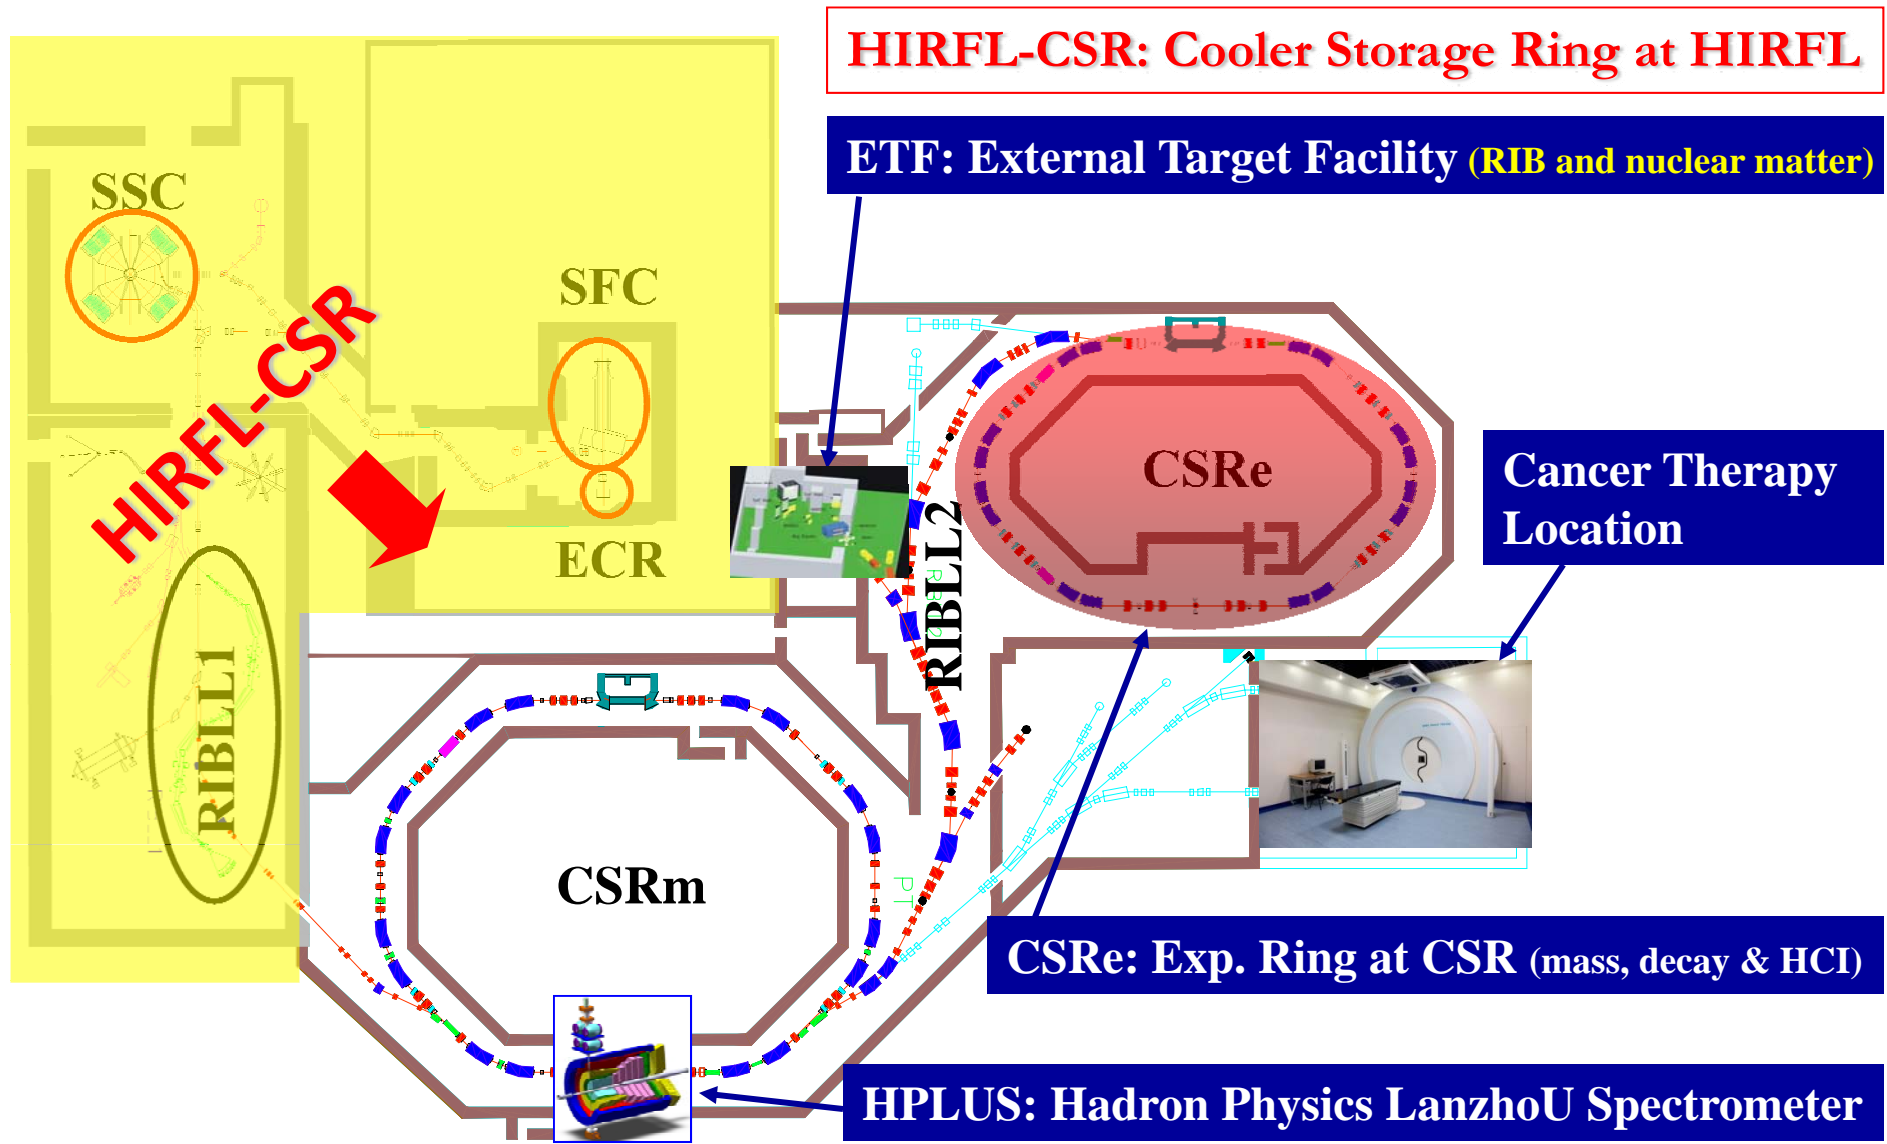 HIRFL-CSR: Cooler Storage Ring at HIRFL
ETF: External Target Facility (RIB and nuclear matter)
SSC
SFC
HIRFL-CSR
CSRe
Cancer Therapy
Location
ECR
RIBLL2
RIBLL1
CSRm
PT
CSRe: Exp. Ring at CSR (mass, decay & HCI)
HPLUS: Hadron Physics LanzhoU Spectrometer